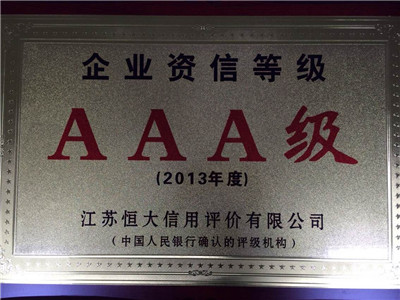 企业资信等级
AAA级
(2013年度)
江苏恒大信用评价有限公司
(中国人民银行确认的评级机构)